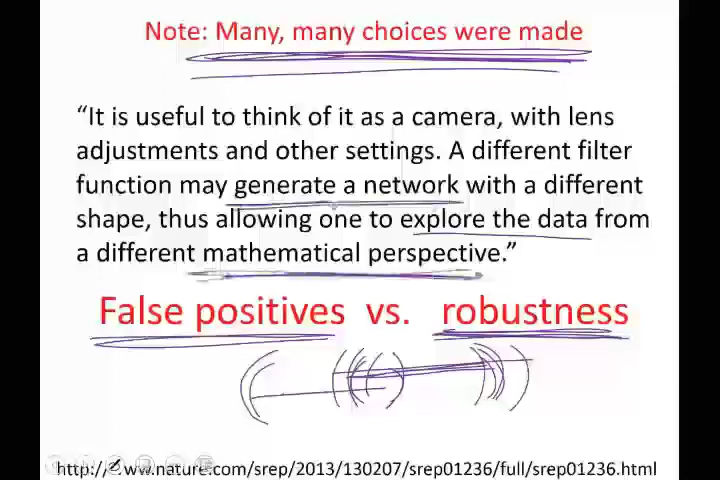 Note: Many, many choices were made
“It is useful to think of it as a camera, with lens
adjustments and other settings. A different filter
function may generate a network with a different
shape, thus allowing one to explore the data from
a different mathematical perspective.”
False positives vs. robustness
http://www.nature.com/srep/2013/130207/srep01236/full/srep01236.html